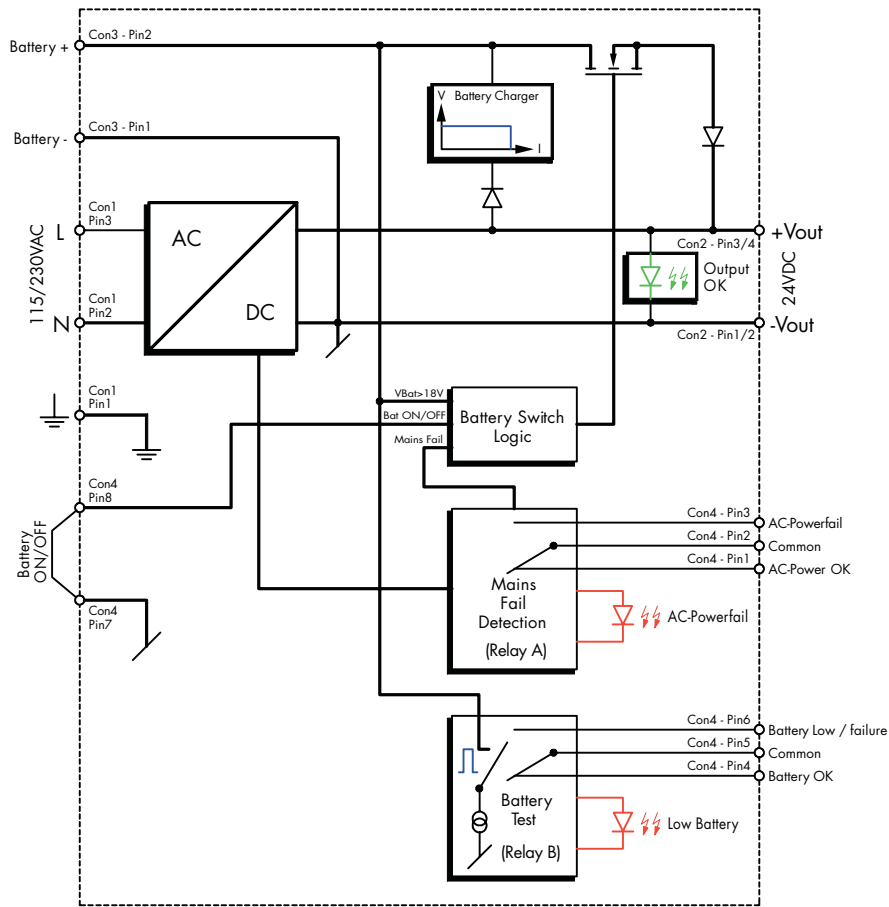 Con3 - Pin2
Battery +
V Battery Charger
I
Con3 - Pin1
Battery -
Con1
Pin3
L
AC
DC
+Vout
Con2 - Pin3/4
Output
OK
24VDC
115/230VAC
Con1
Pin2
N
-Vout
Con2 - Pin1/2
Con1
Pin1
VBat>18V
Bat ON/OFF
Mains Fail
Battery Switch
Logic
Con4
Pin8
Battery
ON/OFF
Con4
Pin7
Con4 - Pin3
AC-Powerfail
Con4 - Pin2
Common
Con4 - Pin1
AC-Power OK
Mains
Fail
Detection
(Relay A)
AC-Powerfail
Con4 - Pin6
Battery Low / failure
Con4 - Pin5
Common
Con4 - Pin4
Battery OK
Battery
Test
(Relay B)
Low Battery